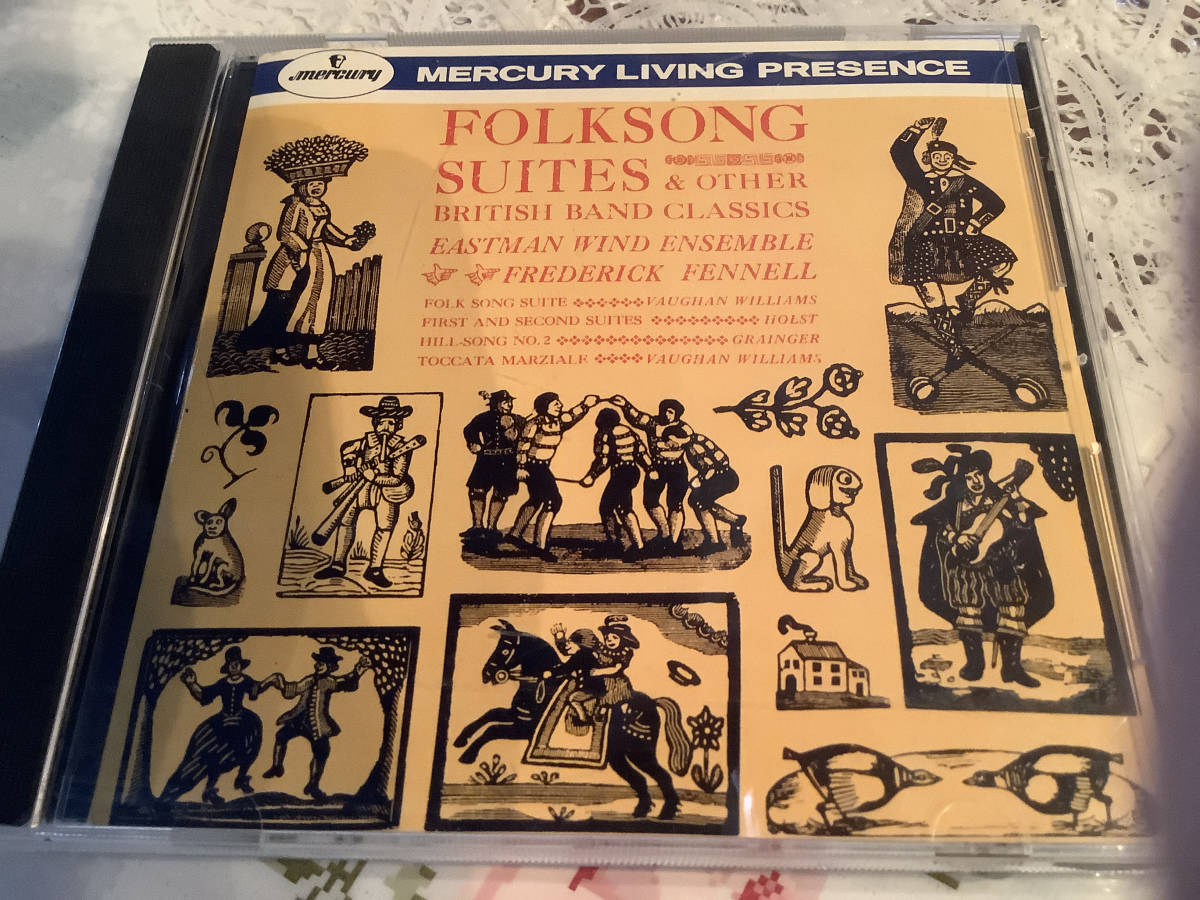 mercury MERCURY LIVING PRESENCE
FOLKSONG
SUITES & OTHER
BRITISH BAND CLASSICS
EASTMAN WIND ENSEMBLE
FREDERICK FENNELL
FOLK SONG SUITE VAUGHAN WILLIAMS
FIRST AND SECOND SUITES HOLST
HILL-SONG NO. 2 GRAINGER
TOCCATA MARZIALE VAUGHAN WILLIAMS